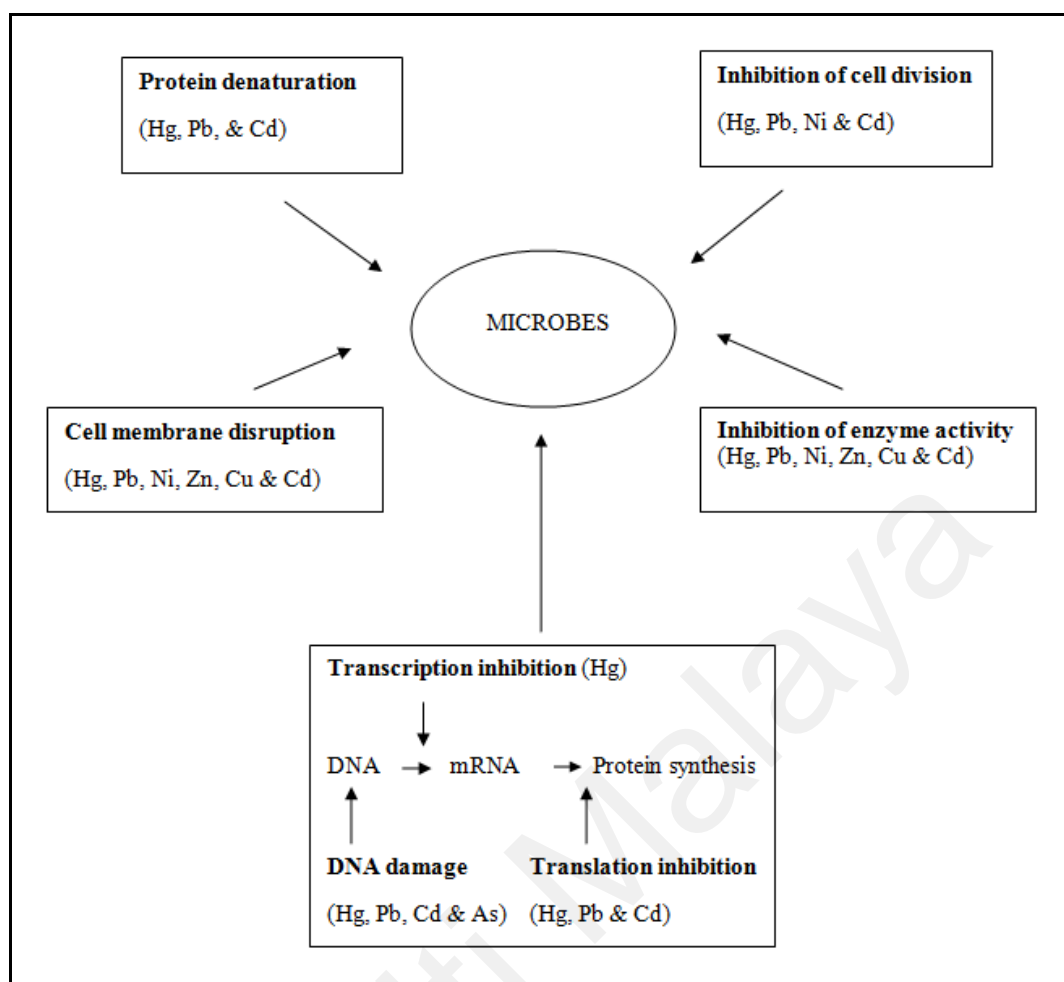 Protein denaturation
(Hg, Pb, & Cd)
Inhibition of cell division
(Hg, Pb, Ni & Cd)
MICROBES
Cell membrane disruption
(Hg, Pb, Ni, Zn, Cu & Cd)
Inhibition of enzyme activity
(Hg, Pb, Ni, Zn, Cu & Cd)
Transcription inhibition (Hg)
DNA → mRNA → Protein synthesis
DNA damage
(Hg, Pb, Cd & As)
Translation inhibition
(Hg, Pb & Cd)
ti Malaya